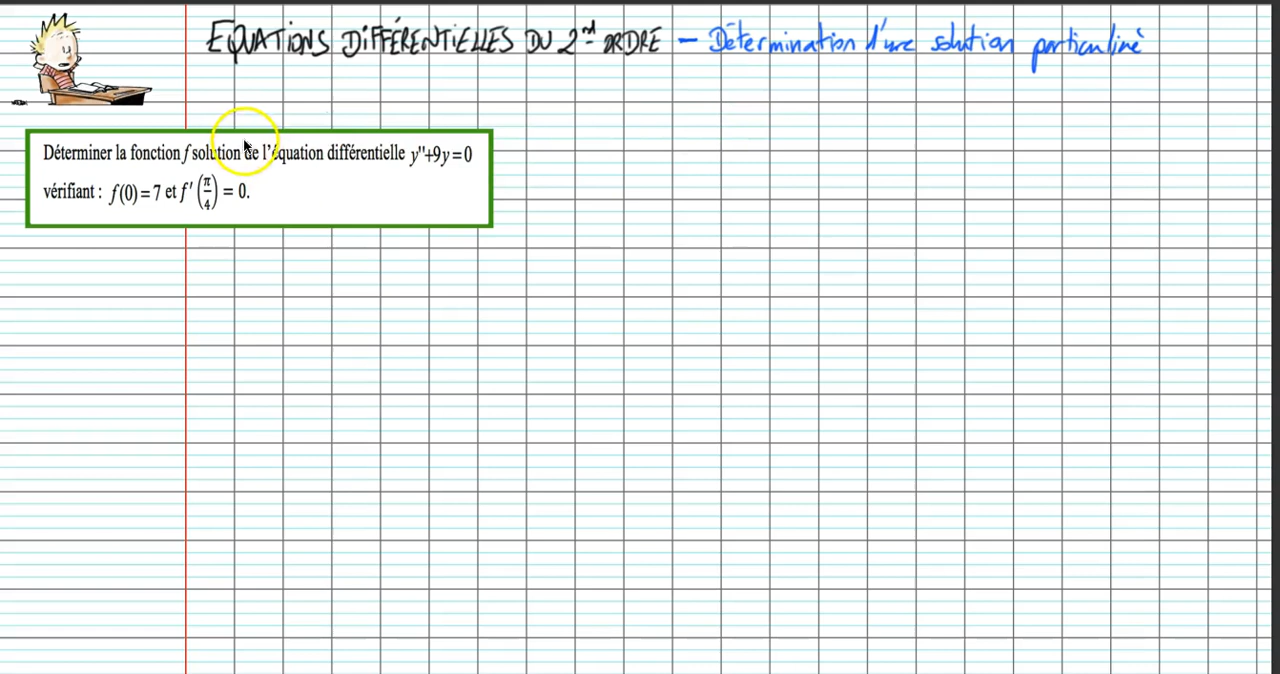 EQUATIONS DIFFÉRENTIELLES DU 2nd ORDRE – Détermination d'une solution particulière
Déterminer la fonction f solution de l'équation différentielle y''+9y=0
vérifiant : f(0)=7 et f'(π/4) = 0.